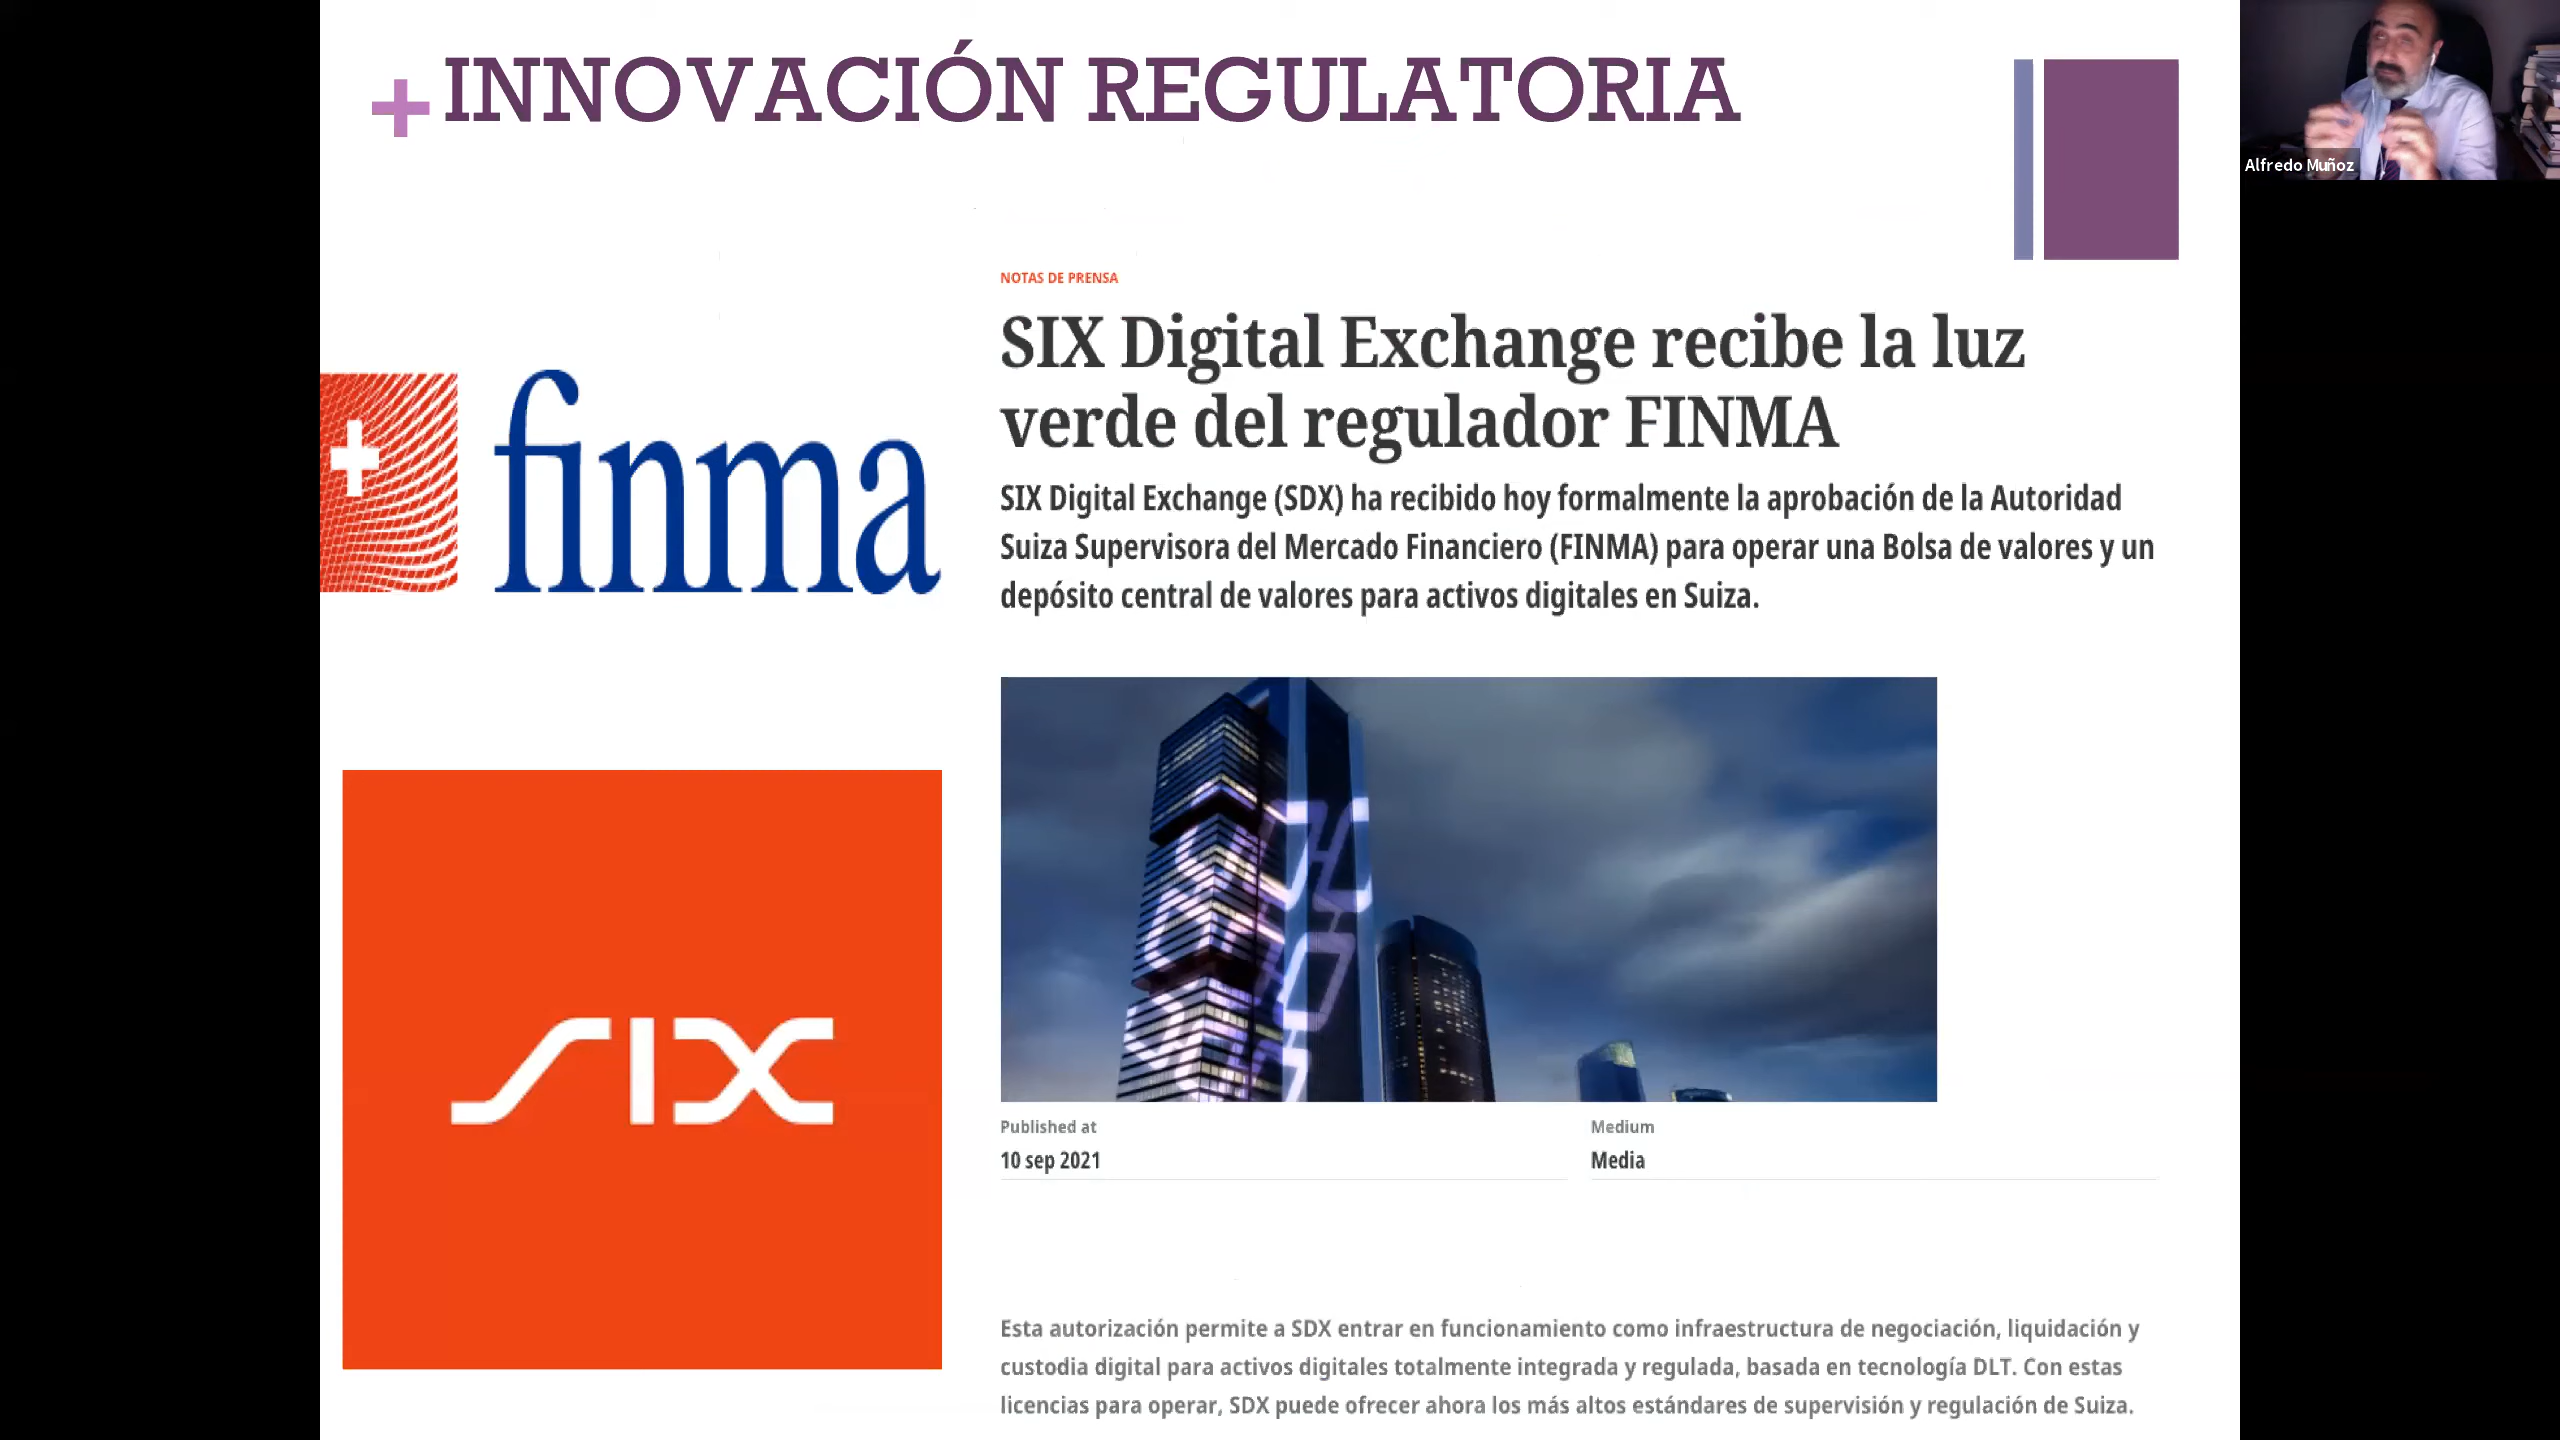 + INNOVACIÓN REGULATORIA
Alfredo Muñoz
NOTAS DE PRENSA
SIX Digital Exchange recibe la luz
verde del regulador FINMA
finma
SIX Digital Exchange (SDX) ha recibido hoy formalmente la aprobación de la Autoridad
Suiza Supervisora del Mercado Financiero (FINMA) para operar una Bolsa de valores y un
depósito central de valores para activos digitales en Suiza.
SIX
Published at
10 sep 2021
Medium
Media
Esta autorización permite a SDX entrar en funcionamiento como infraestructura de negociación, liquidación y
custodia digital para activos digitales totalmente integrada y regulada, basada en tecnología DLT. Con estas
licencias para operar, SDX puede ofrecer ahora los más altos estándares de supervisión y regulación de Suiza.